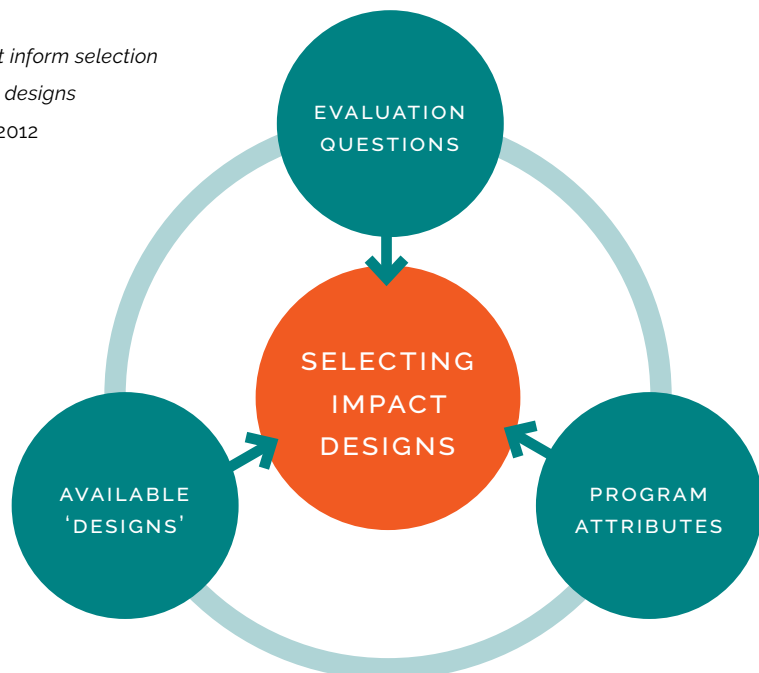 t inform selection
designs
2012
EVALUATION
QUESTIONS
SELECTING
IMPACT
DESIGNS
AVAILABLE
‘DESIGNS’
PROGRAM
ATTRIBUTES